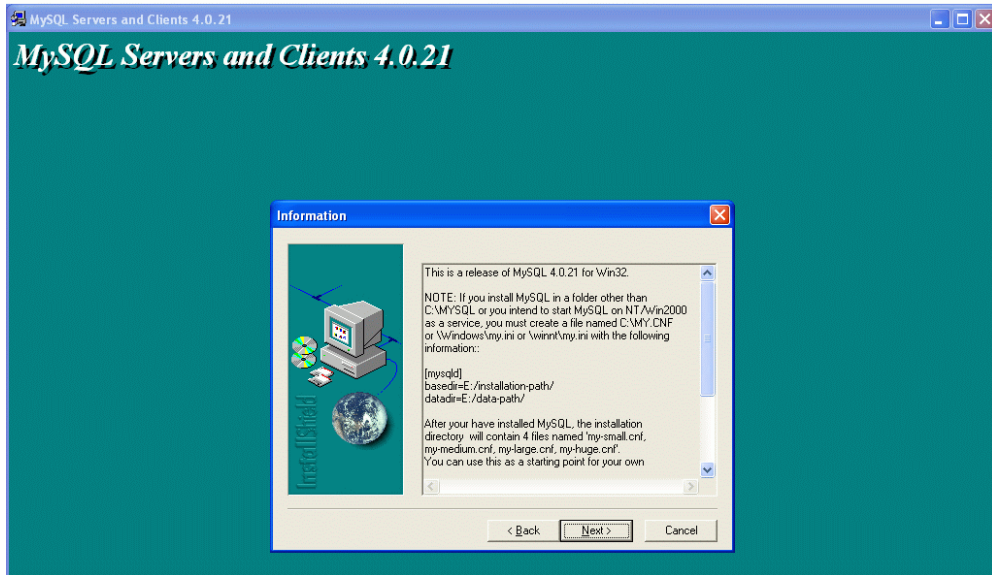 MySQL Servers and Clients 4.0.21
MySQL Servers and Clients 4.0.21
Information
This is a release of MySQL 4.0.21 for Win32.
NOTE: If you install MySQL in a folder other than
C:\MYSQL or you intend to start MySQL on NT/Win2000
as a service, you must create a file named C:\MY.CNF
or \Windows\my.ini or \winnt\my.ini with the following
information::
[mysqld]
basedir=E:/installation-path/
datadir=E:/data-path/
After your have installed MySQL, the installation
directory  will contain 4 files named 'my-small.cnf,
my-medium.cnf, my-large.cnf, my-huge.cnf'.
You can use this as a starting point for your own
InstallShield
< Back
Next >
Cancel